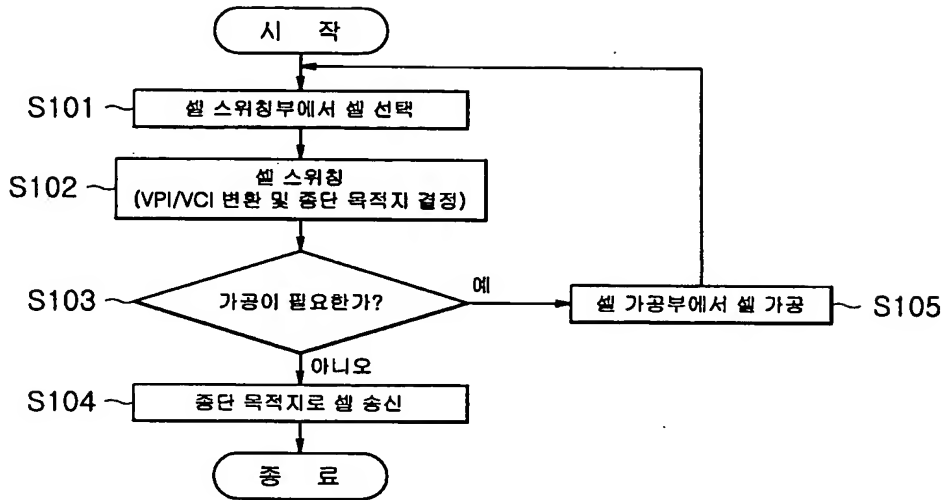 시 작
S101
셀 스위칭부에서 셀 선택
S102
셀 스위칭
(VPI/VCI 변환 및 종단 목적지 결정)
S103
가공이 필요한가?
예
셀 가공부에서 셀 가공
S105
아니오
S104
종단 목적지로 셀 송신
종 료